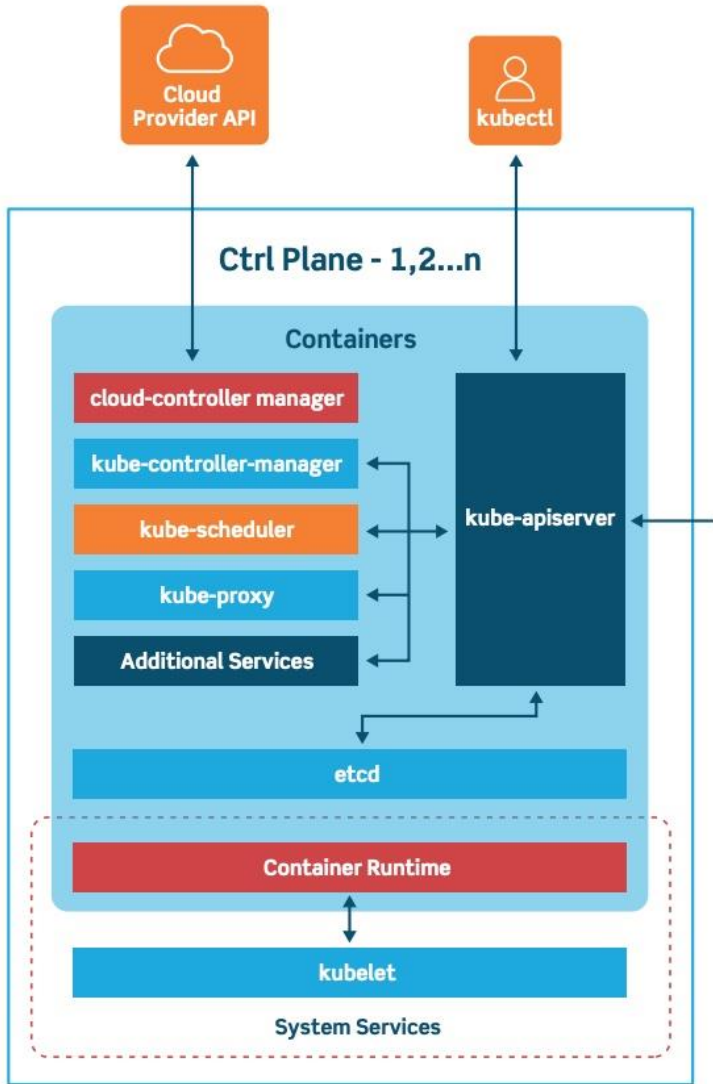 Cloud
Provider API
kubectl
Ctrl Plane - 1,2...n
Containers
cloud-controller manager
kube-controller-manager
kube-scheduler
kube-proxy
Additional Services
kube-apiserver
etcd
Container Runtime
kubelet
System Services